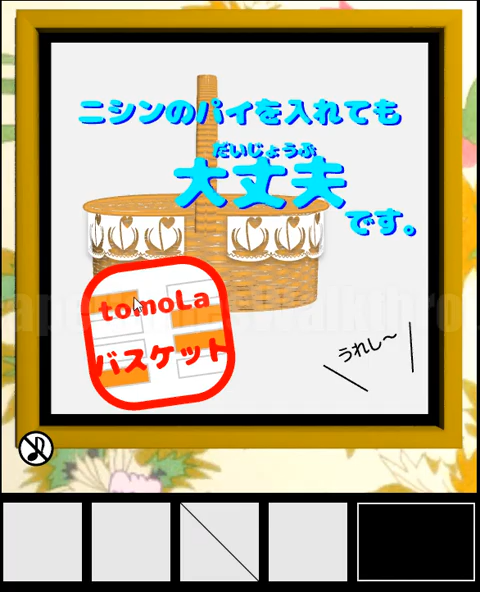 ニシンのパイを入れても
だいじょうぶ
大丈夫
です。
tomoLa
バスケット
うれし〜